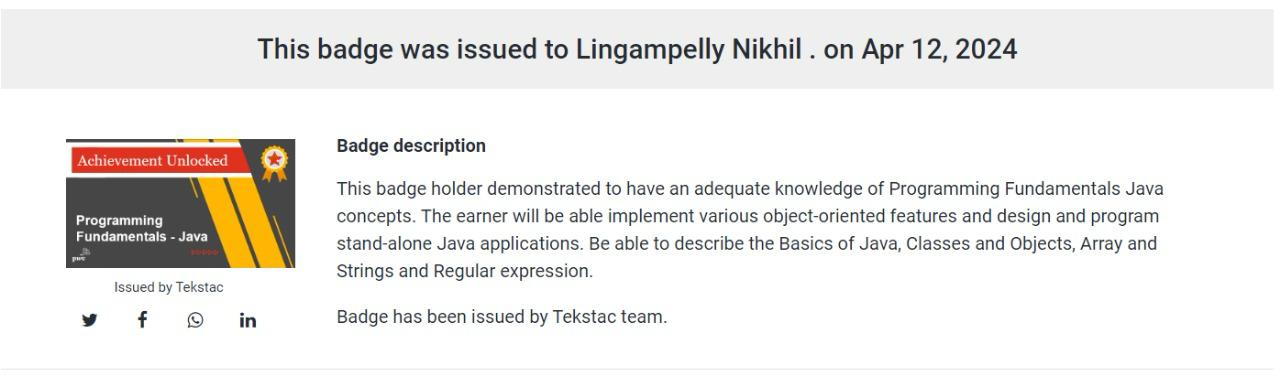 This badge was issued to Lingampelly Nikhil . on Apr 12, 2024
Achievement Unlocked
Programming
Fundamentals - Java
pwc
Issued by Tekstac
Badge description
This badge holder demonstrated to have an adequate knowledge of Programming Fundamentals Java
concepts. The earner will be able implement various object-oriented features and design and program
stand-alone Java applications. Be able to describe the Basics of Java, Classes and Objects, Array and
Strings and Regular expression.
Badge has been issued by Tekstac team.